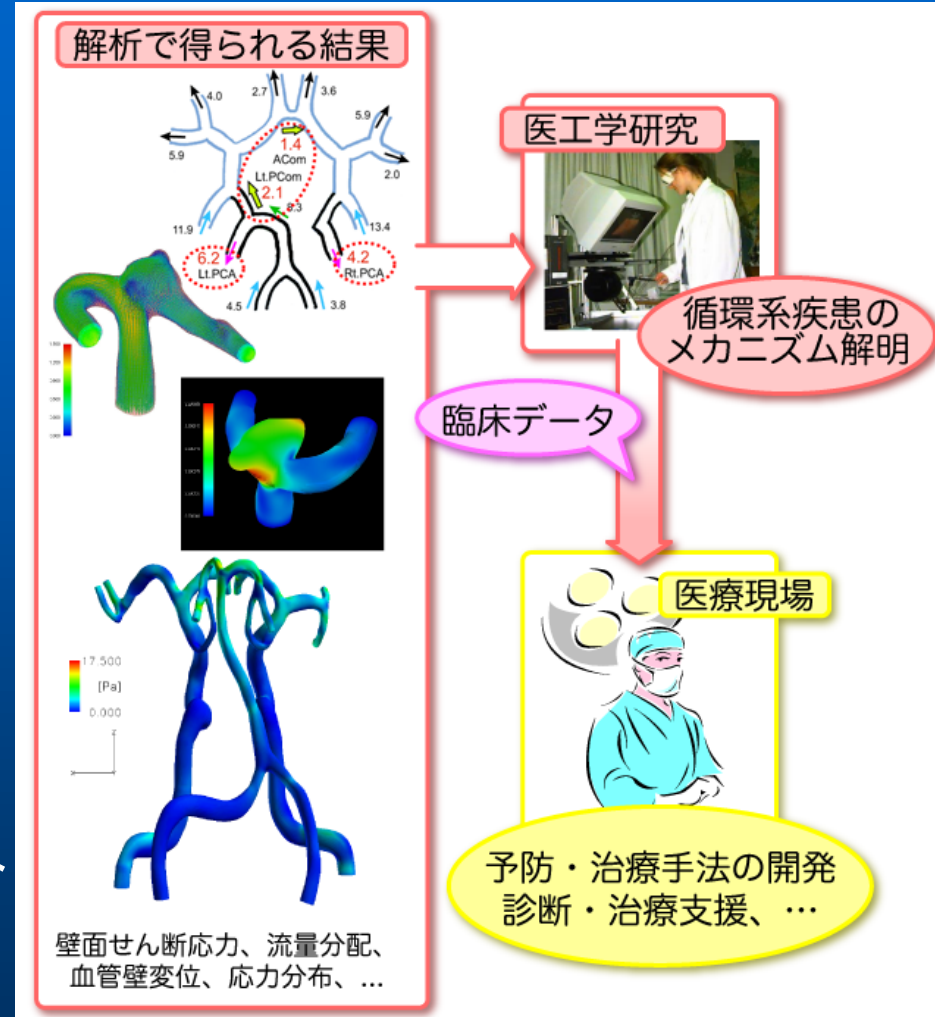 解析で得られる結果
4.0
2.7
3.6
5.9
5.9
2.0
1.4
ACom
Lt.PCom
2.1
8.3
11.9
13.4
6.2
Lt.PCA
4.2
Rt.PCA
4.5
3.8
17.500
[Pa]
0.000
z
壁面せん断応力、流量分配、
血管壁変位、応力分布、...
医工学研究
循環系疾患の
メカニズム解明
臨床データ
医療現場
予防・治療手法の開発
診断・治療支援、…